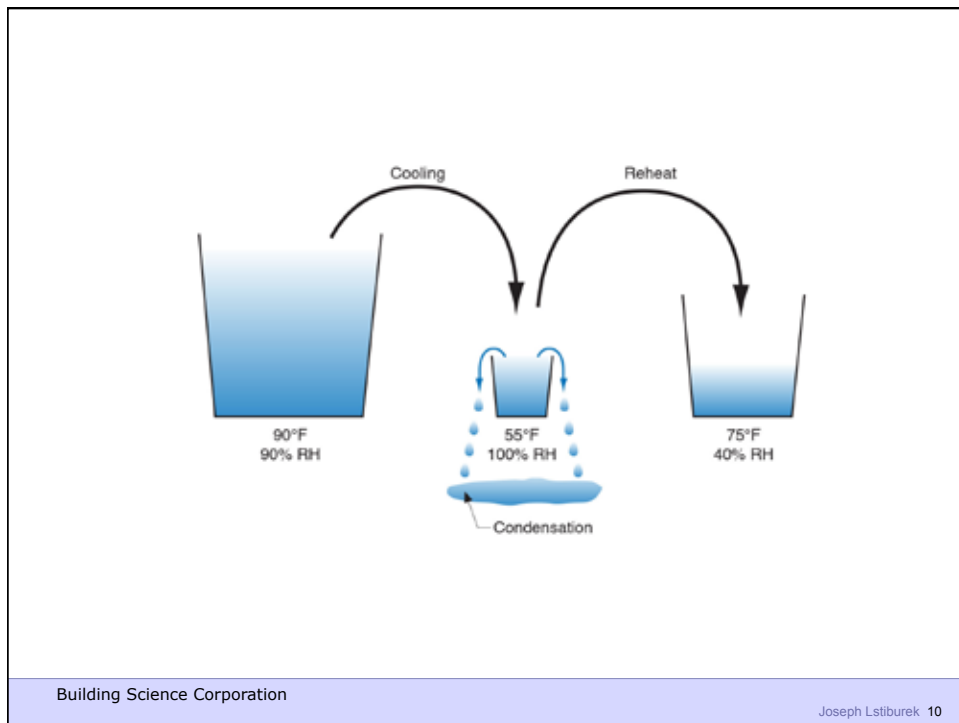 Cooling
Reheat
90°F
90% RH
55°F
100% RH
75°F
40% RH
Condensation
Building Science Corporation
Joseph Lstiburek 10